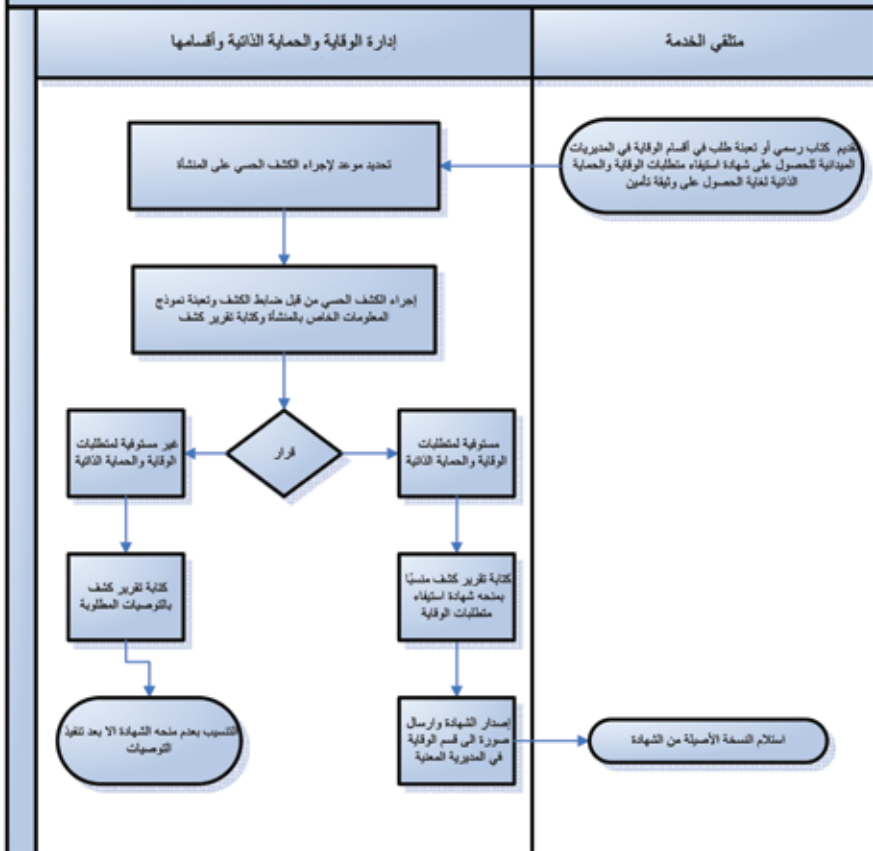 متلقي الخدمة
إدارة الوقاية والحماية الذاتية وأقسامها
تقديم كتاب رسمي أو تعبئة طلب في أقسام الوقاية في المديريات
الميدانية للحصول على شهادة استيفاء متطلبات الوقاية والحماية
الذاتية لغاية الحصول على وثيقة تأمين
تحديد موعد لإجراء الكشف الحسي على المنشأة
إجراء الكشف الحسي من قبل ضابط الكشف وتعبئة نموذج
المعلومات الخاص بالمنشأة وكتابة تقرير كشف
قرار
مستوفية لمتطلبات
الوقاية والحماية الذاتية
غير مستوفية لمتطلبات
الوقاية والحماية الذاتية
كتابة تقرير كشف منسبًا
بمنحه شهادة استيفاء
متطلبات الوقاية
كتابة تقرير كشف
بالتوصيات المطلوبة
إصدار الشهادة وارسال
صورة الى قسم الوقاية
في المديرية المعنية
التنسيب بعدم منحه الشهادة الا بعد تنفيذ
التوصيات
استلام النسخة الأصيلة من الشهادة